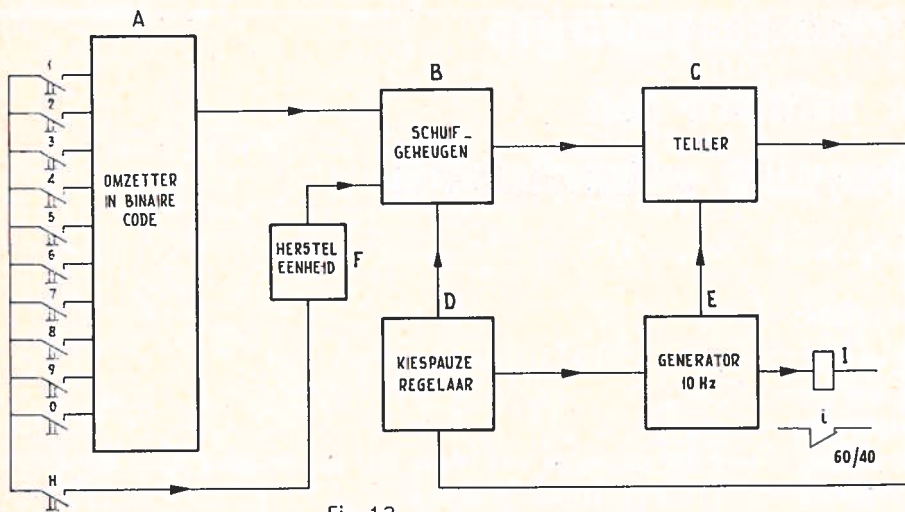 A
1
2
3
4
5
6
7
8
9
0
H
OMZETTER
IN BINAIRE
CODE
B
SCHUIF_
GEHEUGEN
C
TELLER
HERSTEL
EENHEID
F
D
KIESPAUZE
REGELAAR
E
GENERATOR
10 Hz
I
i
60/40